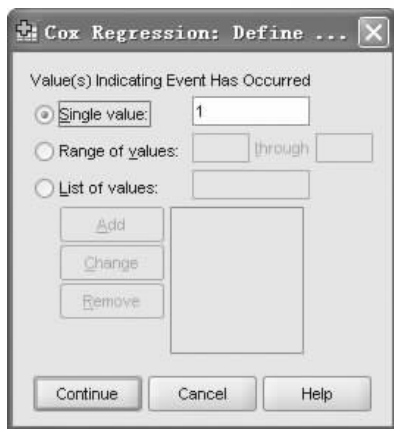 Cox Regression: Define ...
Value(s) Indicating Event Has Occurred
Single value: 1
Range of values: through
List of values:
Add
Change
Remove
Continue Cancel Help